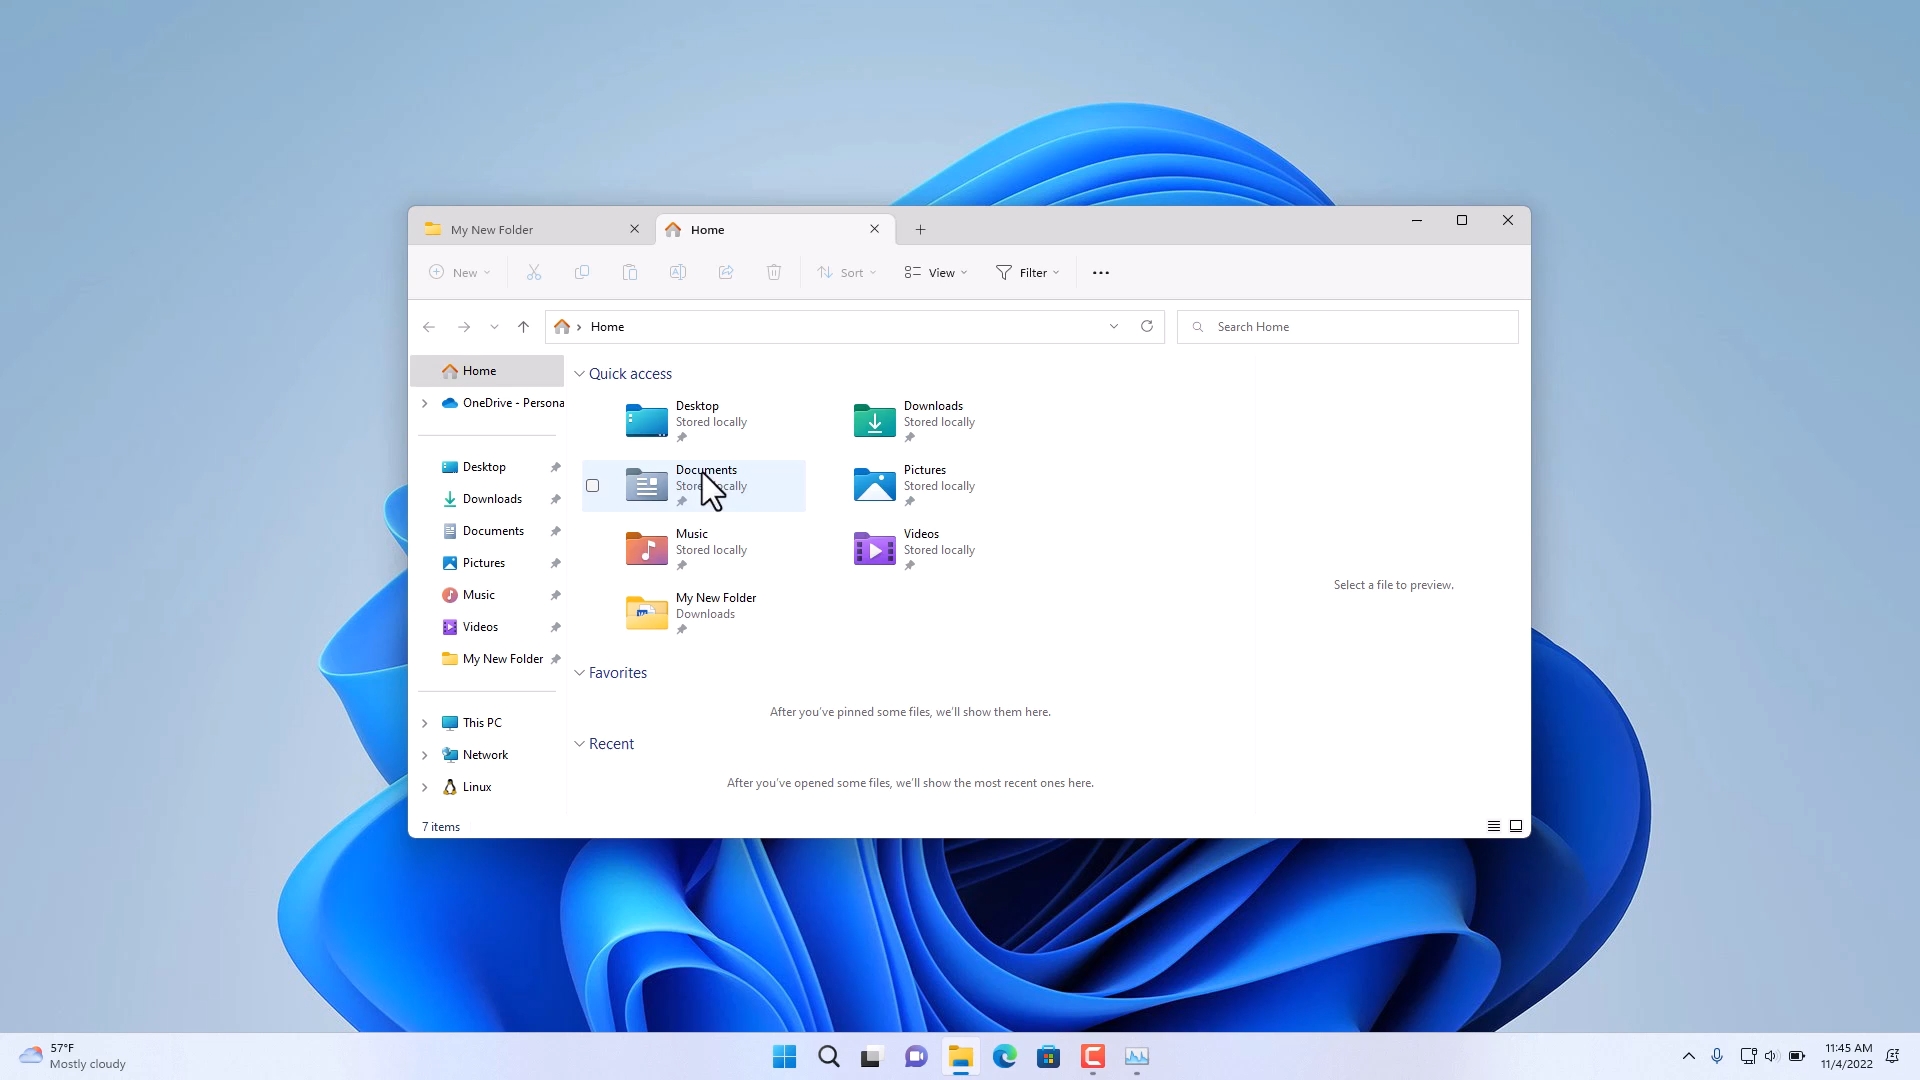 My New Folder
Home
New
Sort
View
Filter
Home
Search Home
Home
OneDrive - Persona
Desktop
Downloads
Documents
Pictures
Music
Videos
My New Folder
This PC
Network
Linux
Quick access
Desktop
Stored locally
Downloads
Stored locally
Documents
Stored locally
Pictures
Stored locally
Music
Stored locally
Videos
Stored locally
My New Folder
Downloads
Favorites
After you've pinned some files, we'll show them here.
Recent
After you've opened some files, we'll show the most recent ones here.
Select a file to preview.
7 items
57°F
Mostly cloudy
11:45 AM
11/4/2022